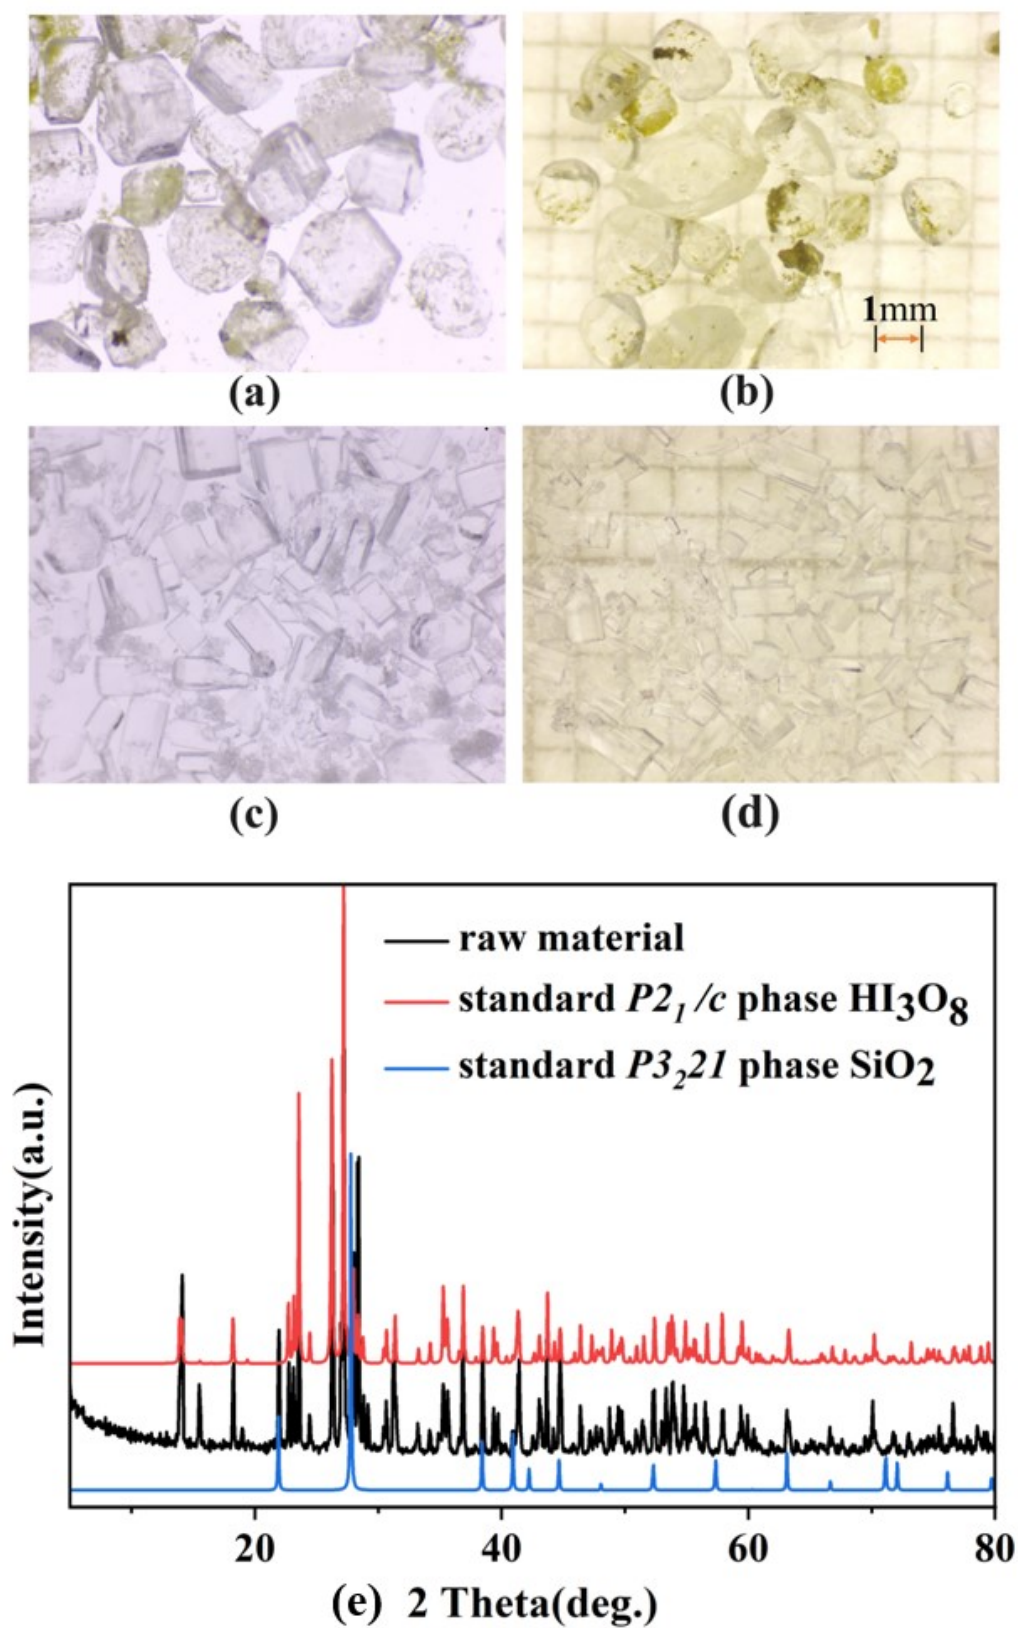 1mm
(a)
(b)
(c)
(d)
raw material
standard P2₁/c phase HI₃O₈
standard P3₂21 phase SiO₂
Intensity(a.u.)
20
40
60
80
(e) 2 Theta(deg.)